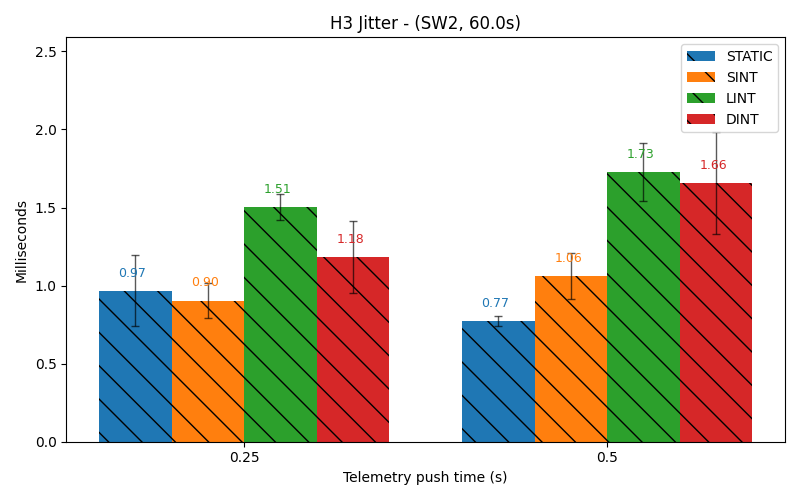 H3 Jitter - (SW2, 60.0s)
Milliseconds
2.5
2.0
1.5
1.0
0.5
0.0
STATIC
SINT
LINT
DINT
0.97
0.90
1.51
1.18
0.77
1.06
1.73
1.66
0.25
0.5
Telemetry push time (s)